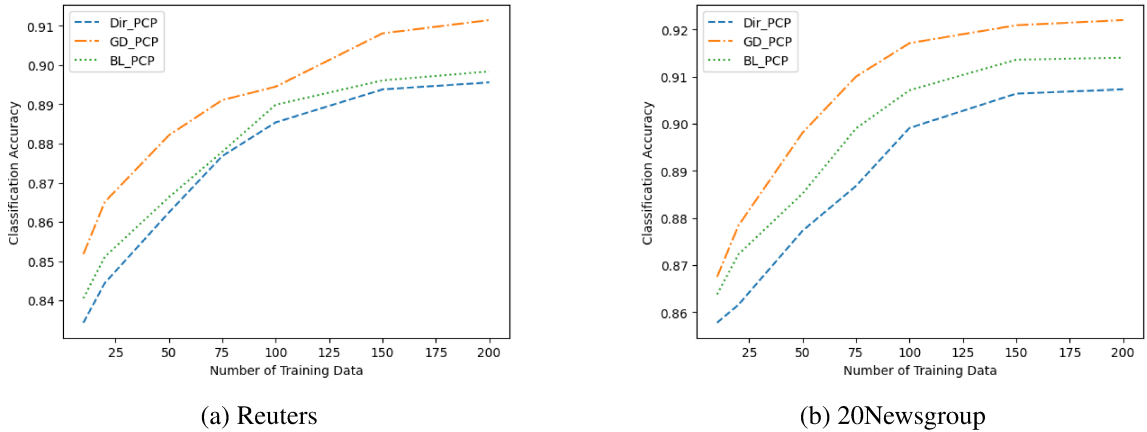 Dir_PCP
GD_PCP
BL_PCP
Classification Accuracy
0.91
0.90
0.89
0.88
0.87
0.86
0.85
0.84
25 50 75 100 125 150 175 200
Number of Training Data
(a) Reuters
Dir_PCP
GD_PCP
BL_PCP
Classification Accuracy
0.92
0.91
0.90
0.89
0.88
0.87
0.86
25 50 75 100 125 150 175 200
Number of Training Data
(b) 20Newsgroup